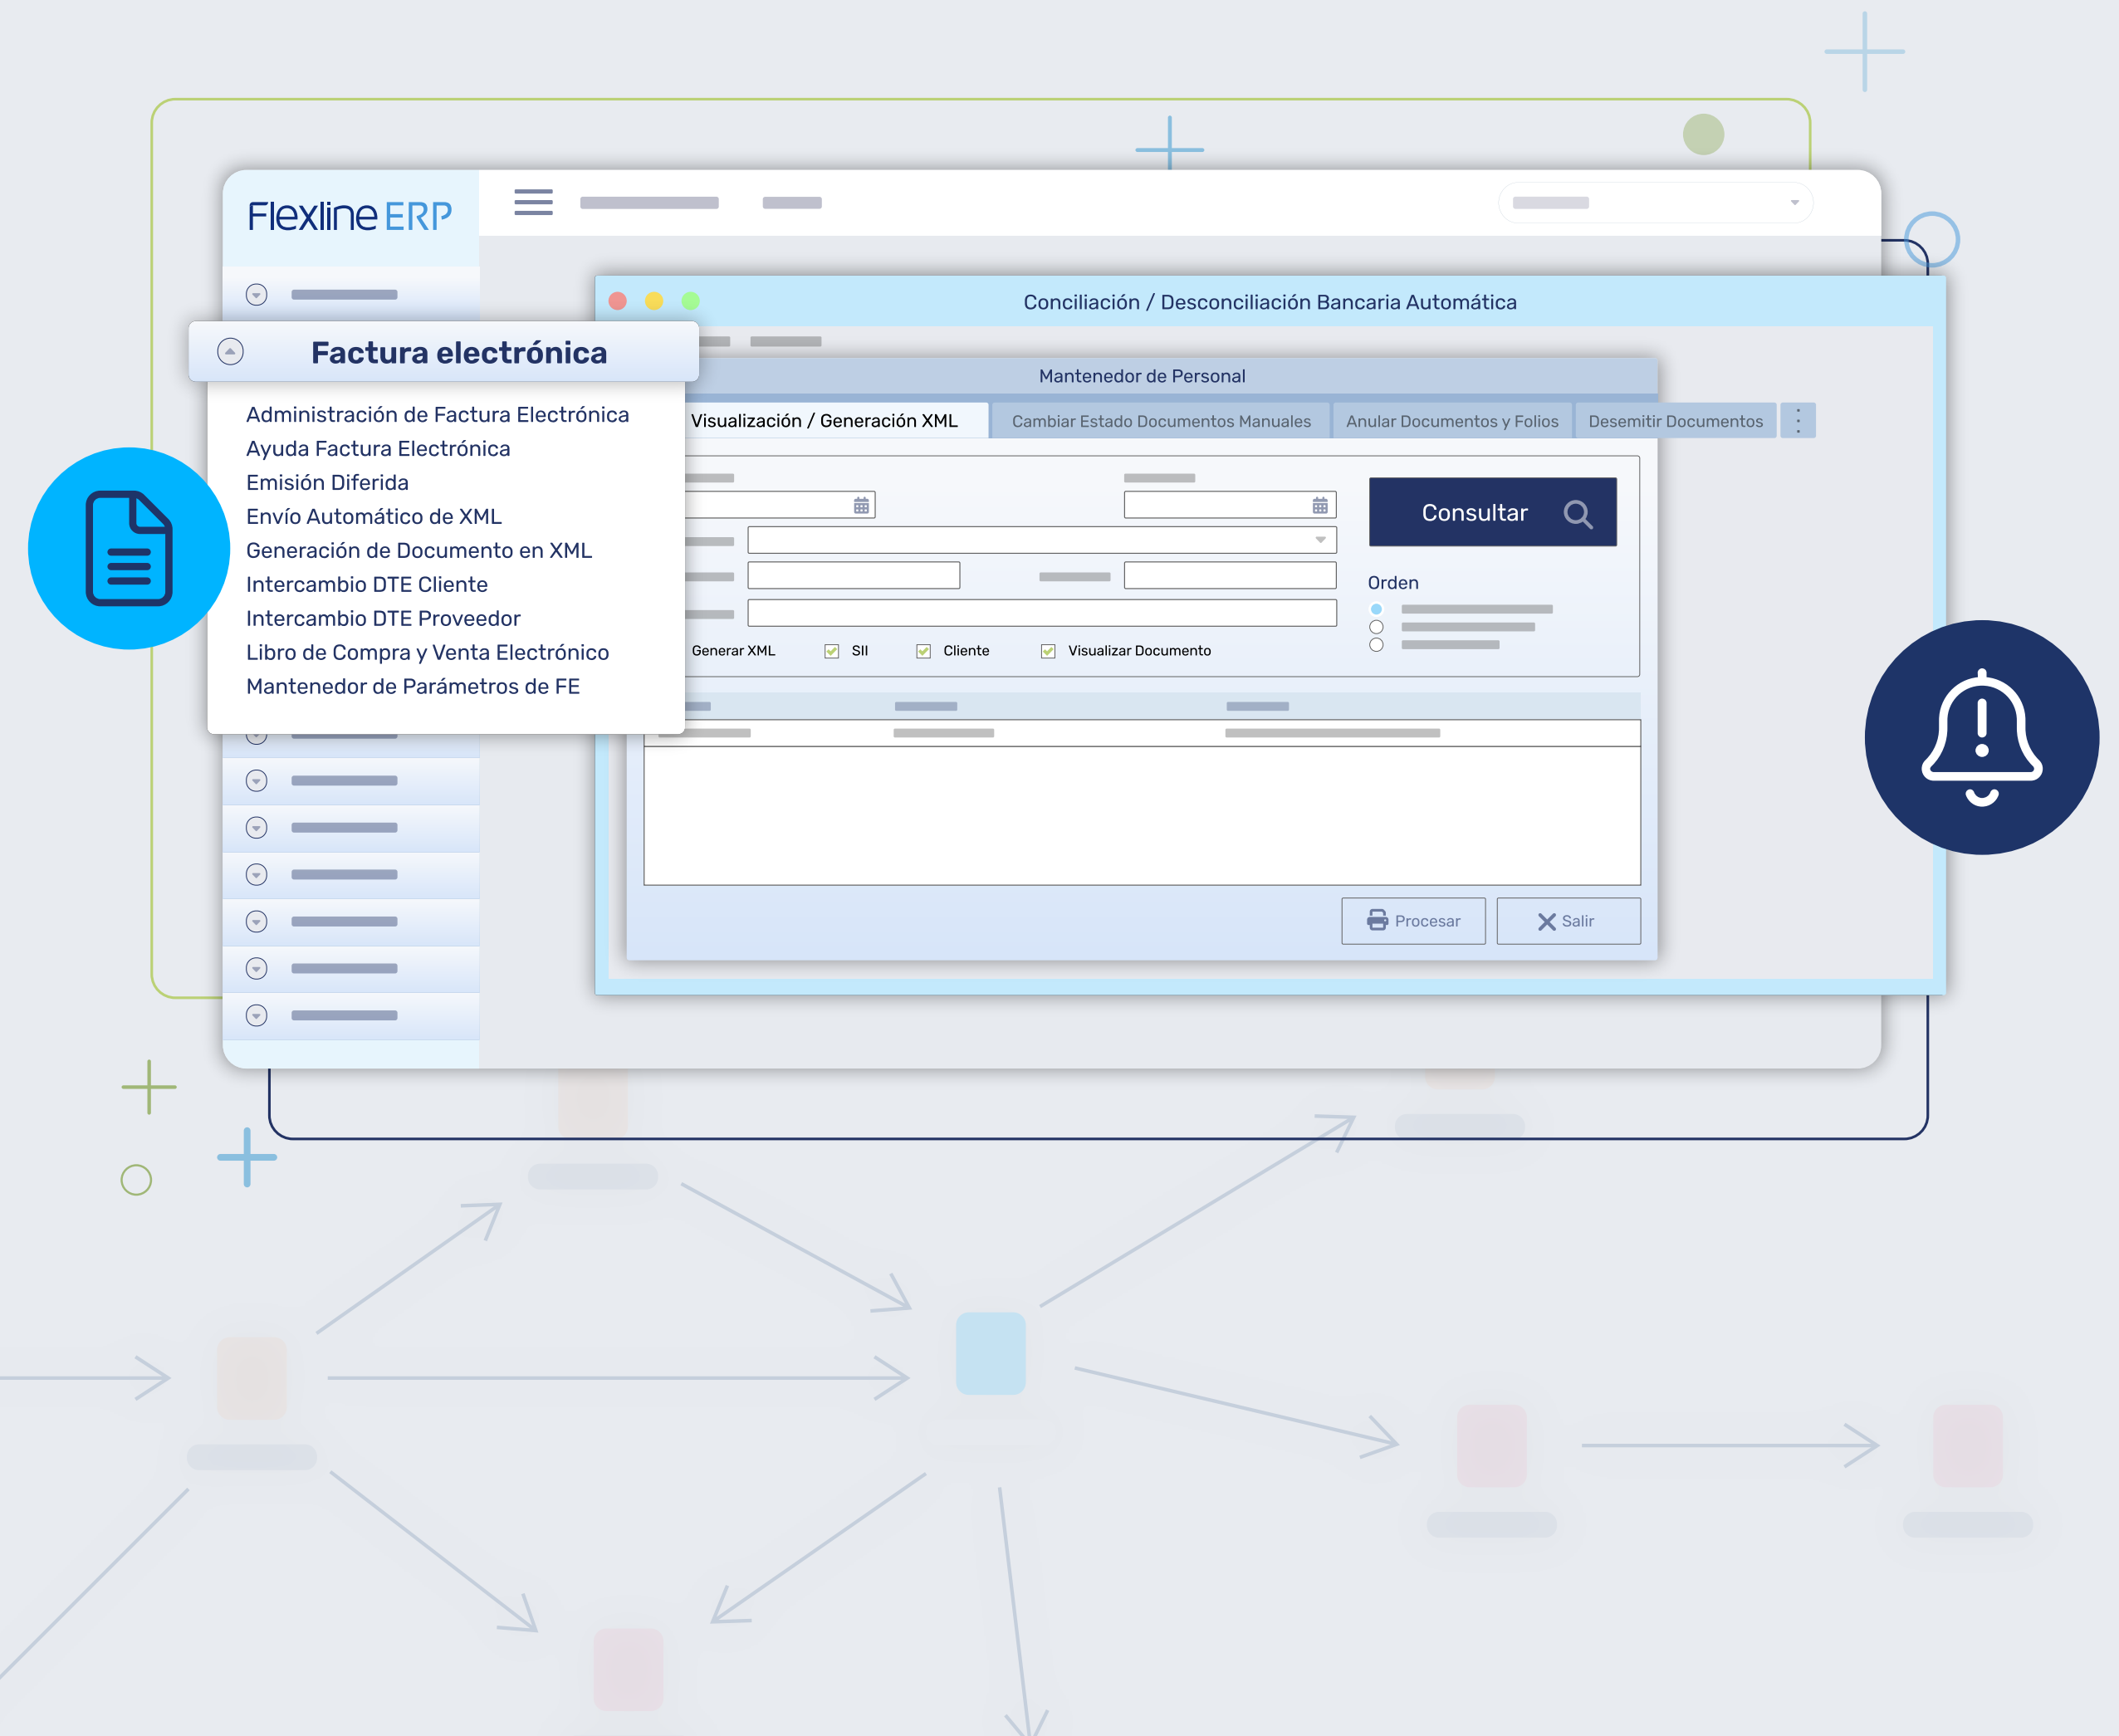 Flexline ERP
Conciliación / Desconciliación Bancaria Automática
Factura electrónica
Administración de Factura Electrónica
Ayuda Factura Electrónica
Emisión Diferida
Envío Automático de XML
Generación de Documento en XML
Intercambio DTE Cliente
Intercambio DTE Proveedor
Libro de Compra y Venta Electrónico
Mantenedor de Parámetros de FE
Mantenedor de Personal
Visualización / Generación XML
Cambiar Estado Documentos Manuales
Anular Documentos y Folios
Desemitir Documentos
Consultar
Orden
Generar XML
SII
Cliente
Visualizar Documento
Procesar
Salir